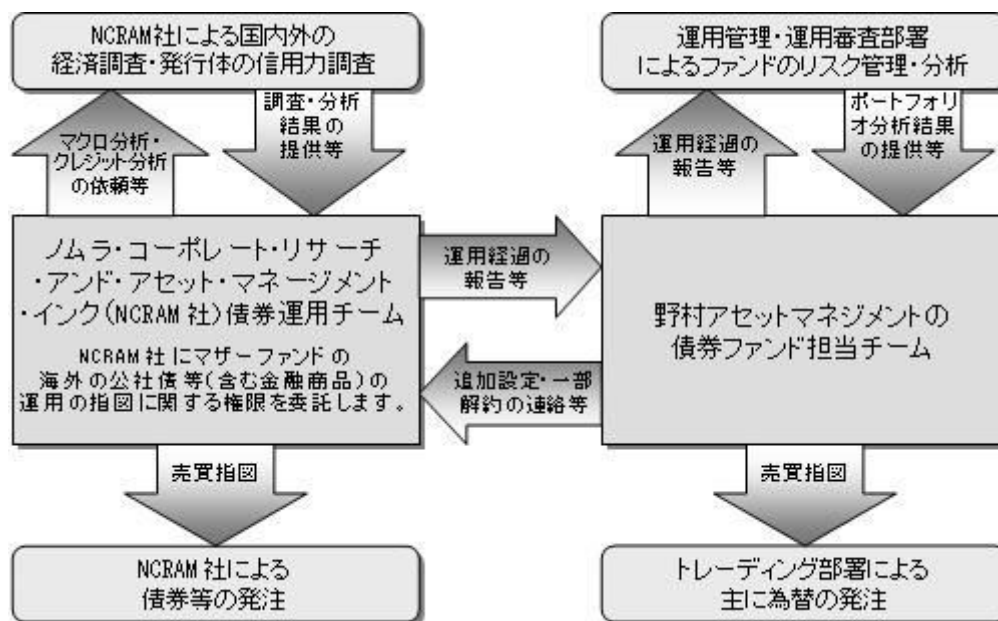 NCRAM社による国内外の
経済調査・発行体の信用力調査
運用管理・運用審査部署
によるファンドのリスク管理・分析
マクロ分析・
クレジット分析
の依頼等
調査・分析
結果の
提供等
運用経過の
報告等
ポートフォリ
オ分析結果
の提供等
ノムラ・コーポレート・リサーチ
・アンド・アセット・マネージメント
・インク(NCRAM社)債券運用チーム
NCRAM社にマザーファンドの
海外の公社債等(含む金融商品)の
運用の指図に関する権限を委託します。
運用経過の
報告等
追加設定・一部
解約の連絡等
野村アセットマネジメントの
債券ファンド担当チーム
売買指図
売買指図
NCRAM社による
債券等の発注
トレーディング部署による
主に為替の発注